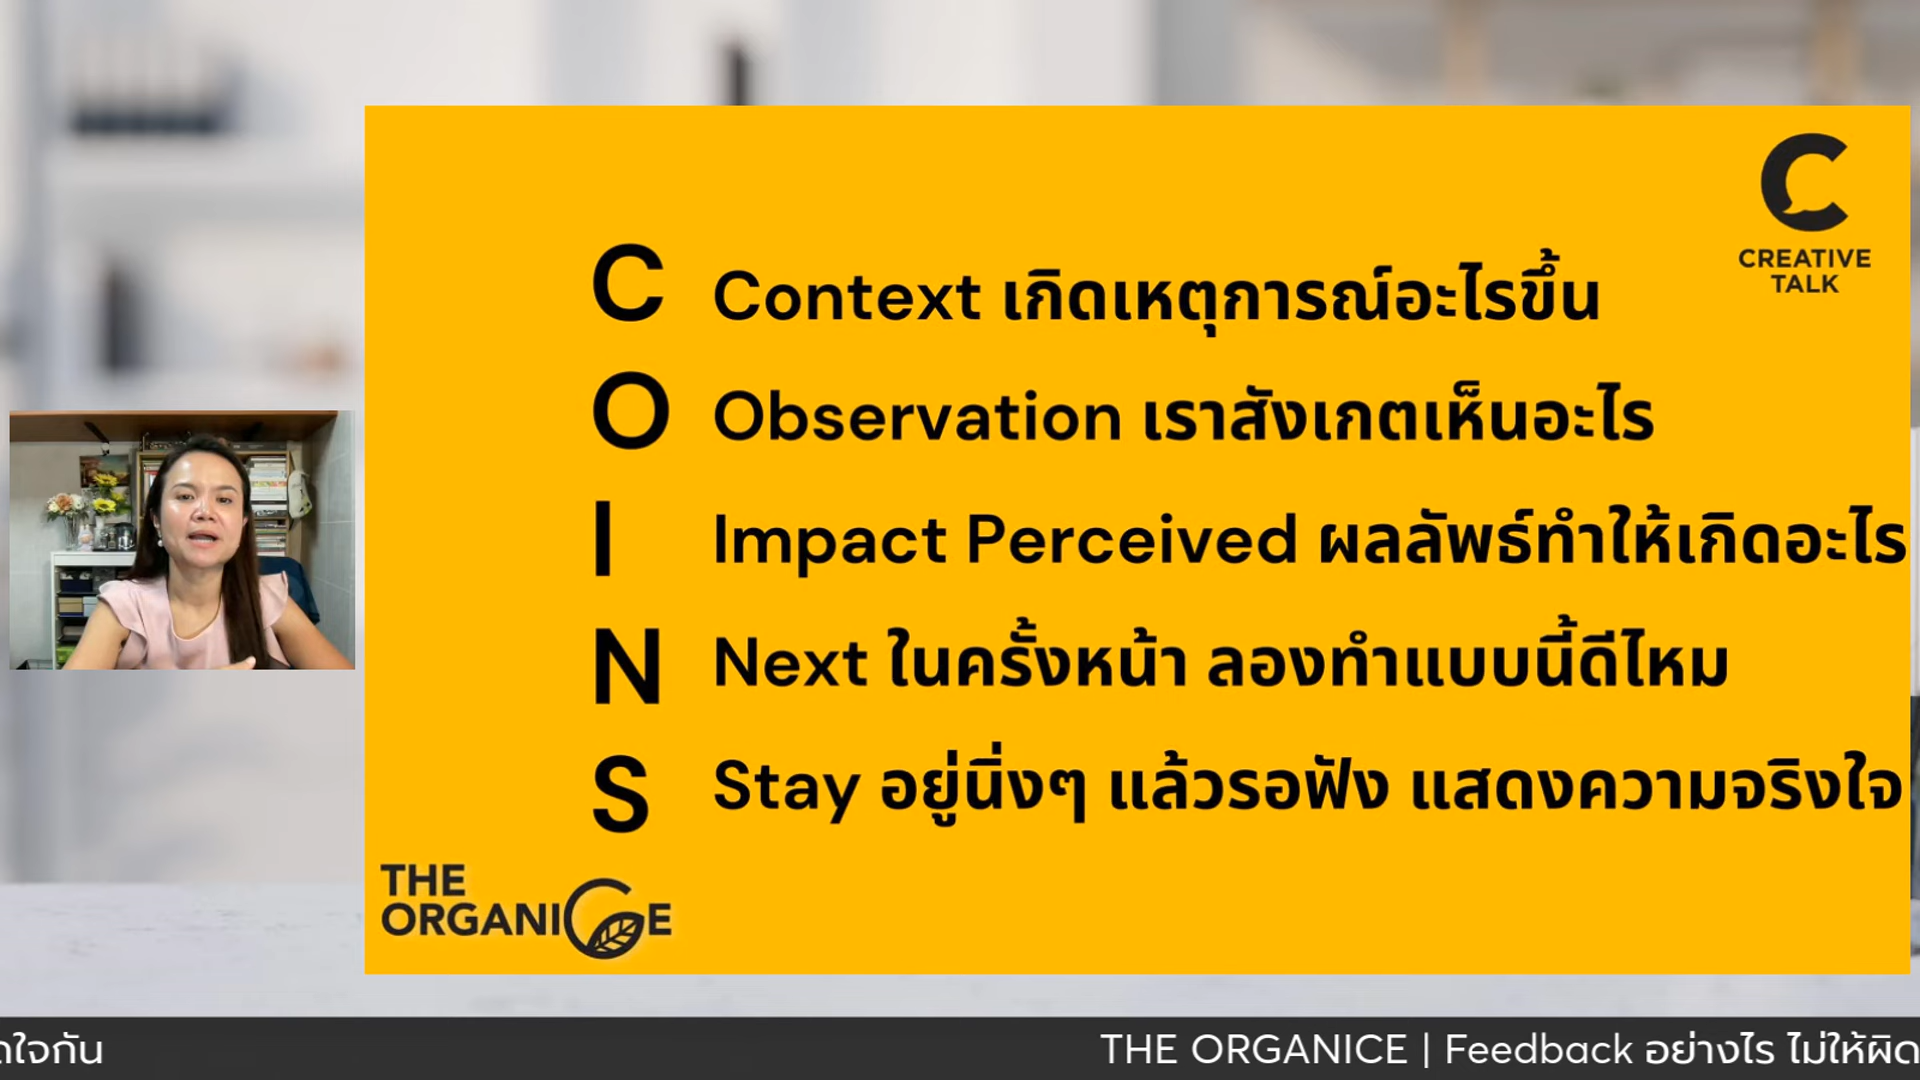 CREATIVE
TALK
C Context เกิดเหตุการณ์อะไรขึ้น
O Observation เราสังเกตเห็นอะไร
I Impact Perceived ผลลัพธ์ทำให้เกิดอะไร
N Next ในครั้งหน้า ลองทำแบบนี้ดีไหม
S Stay อยู่นิ่งๆ แล้วรอฟัง แสดงความจริงใจ
THE
ORGANICE
ดใจกัน THE ORGANICE | Feedback อย่างไร ไม่ให้ผิด